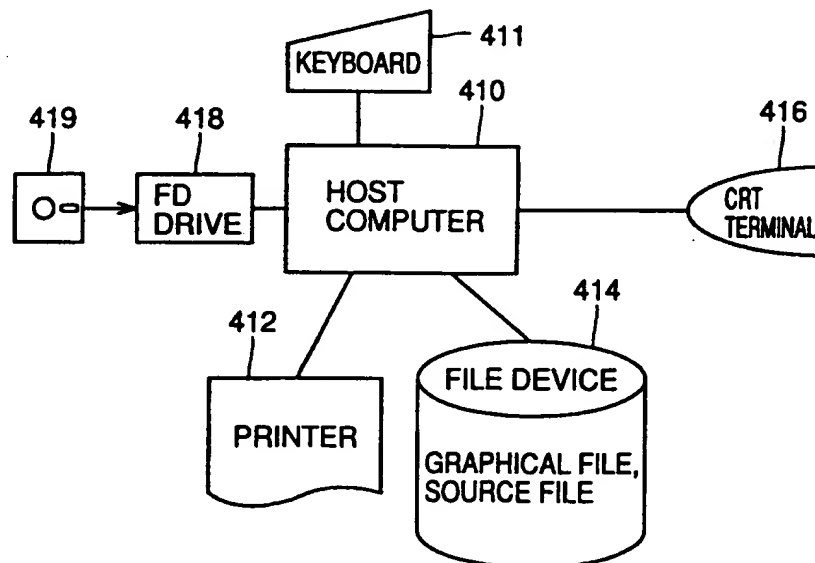 411
KEYBOARD
410
416
419
418
FD
DRIVE
HOST
COMPUTER
CRT
TERMINAL
412
414
PRINTER
FILE DEVICE
GRAPHICAL FILE,
SOURCE FILE